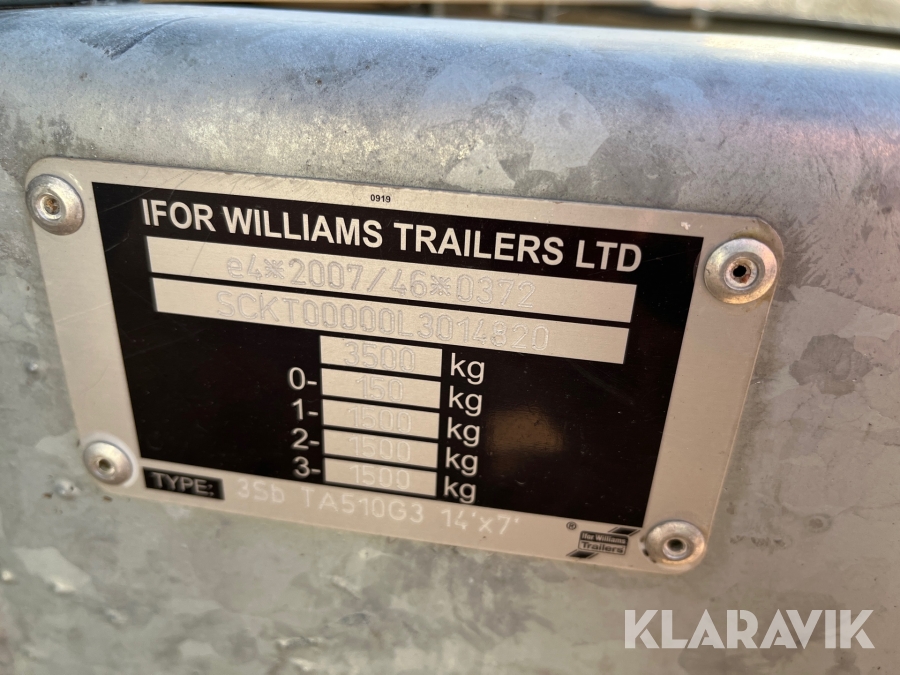 0919
IFOR WILLIAMS TRAILERS LTD
e4*2007/46*0372
SCKT00000L3014820
3500 kg
0- 150 kg
1- 1500 kg
2- 1500 kg
3- 1500 kg
TYPE: 3Sb TA510G3 14'x7'
®
Ifor Williams
Trailers
KLARAVIK